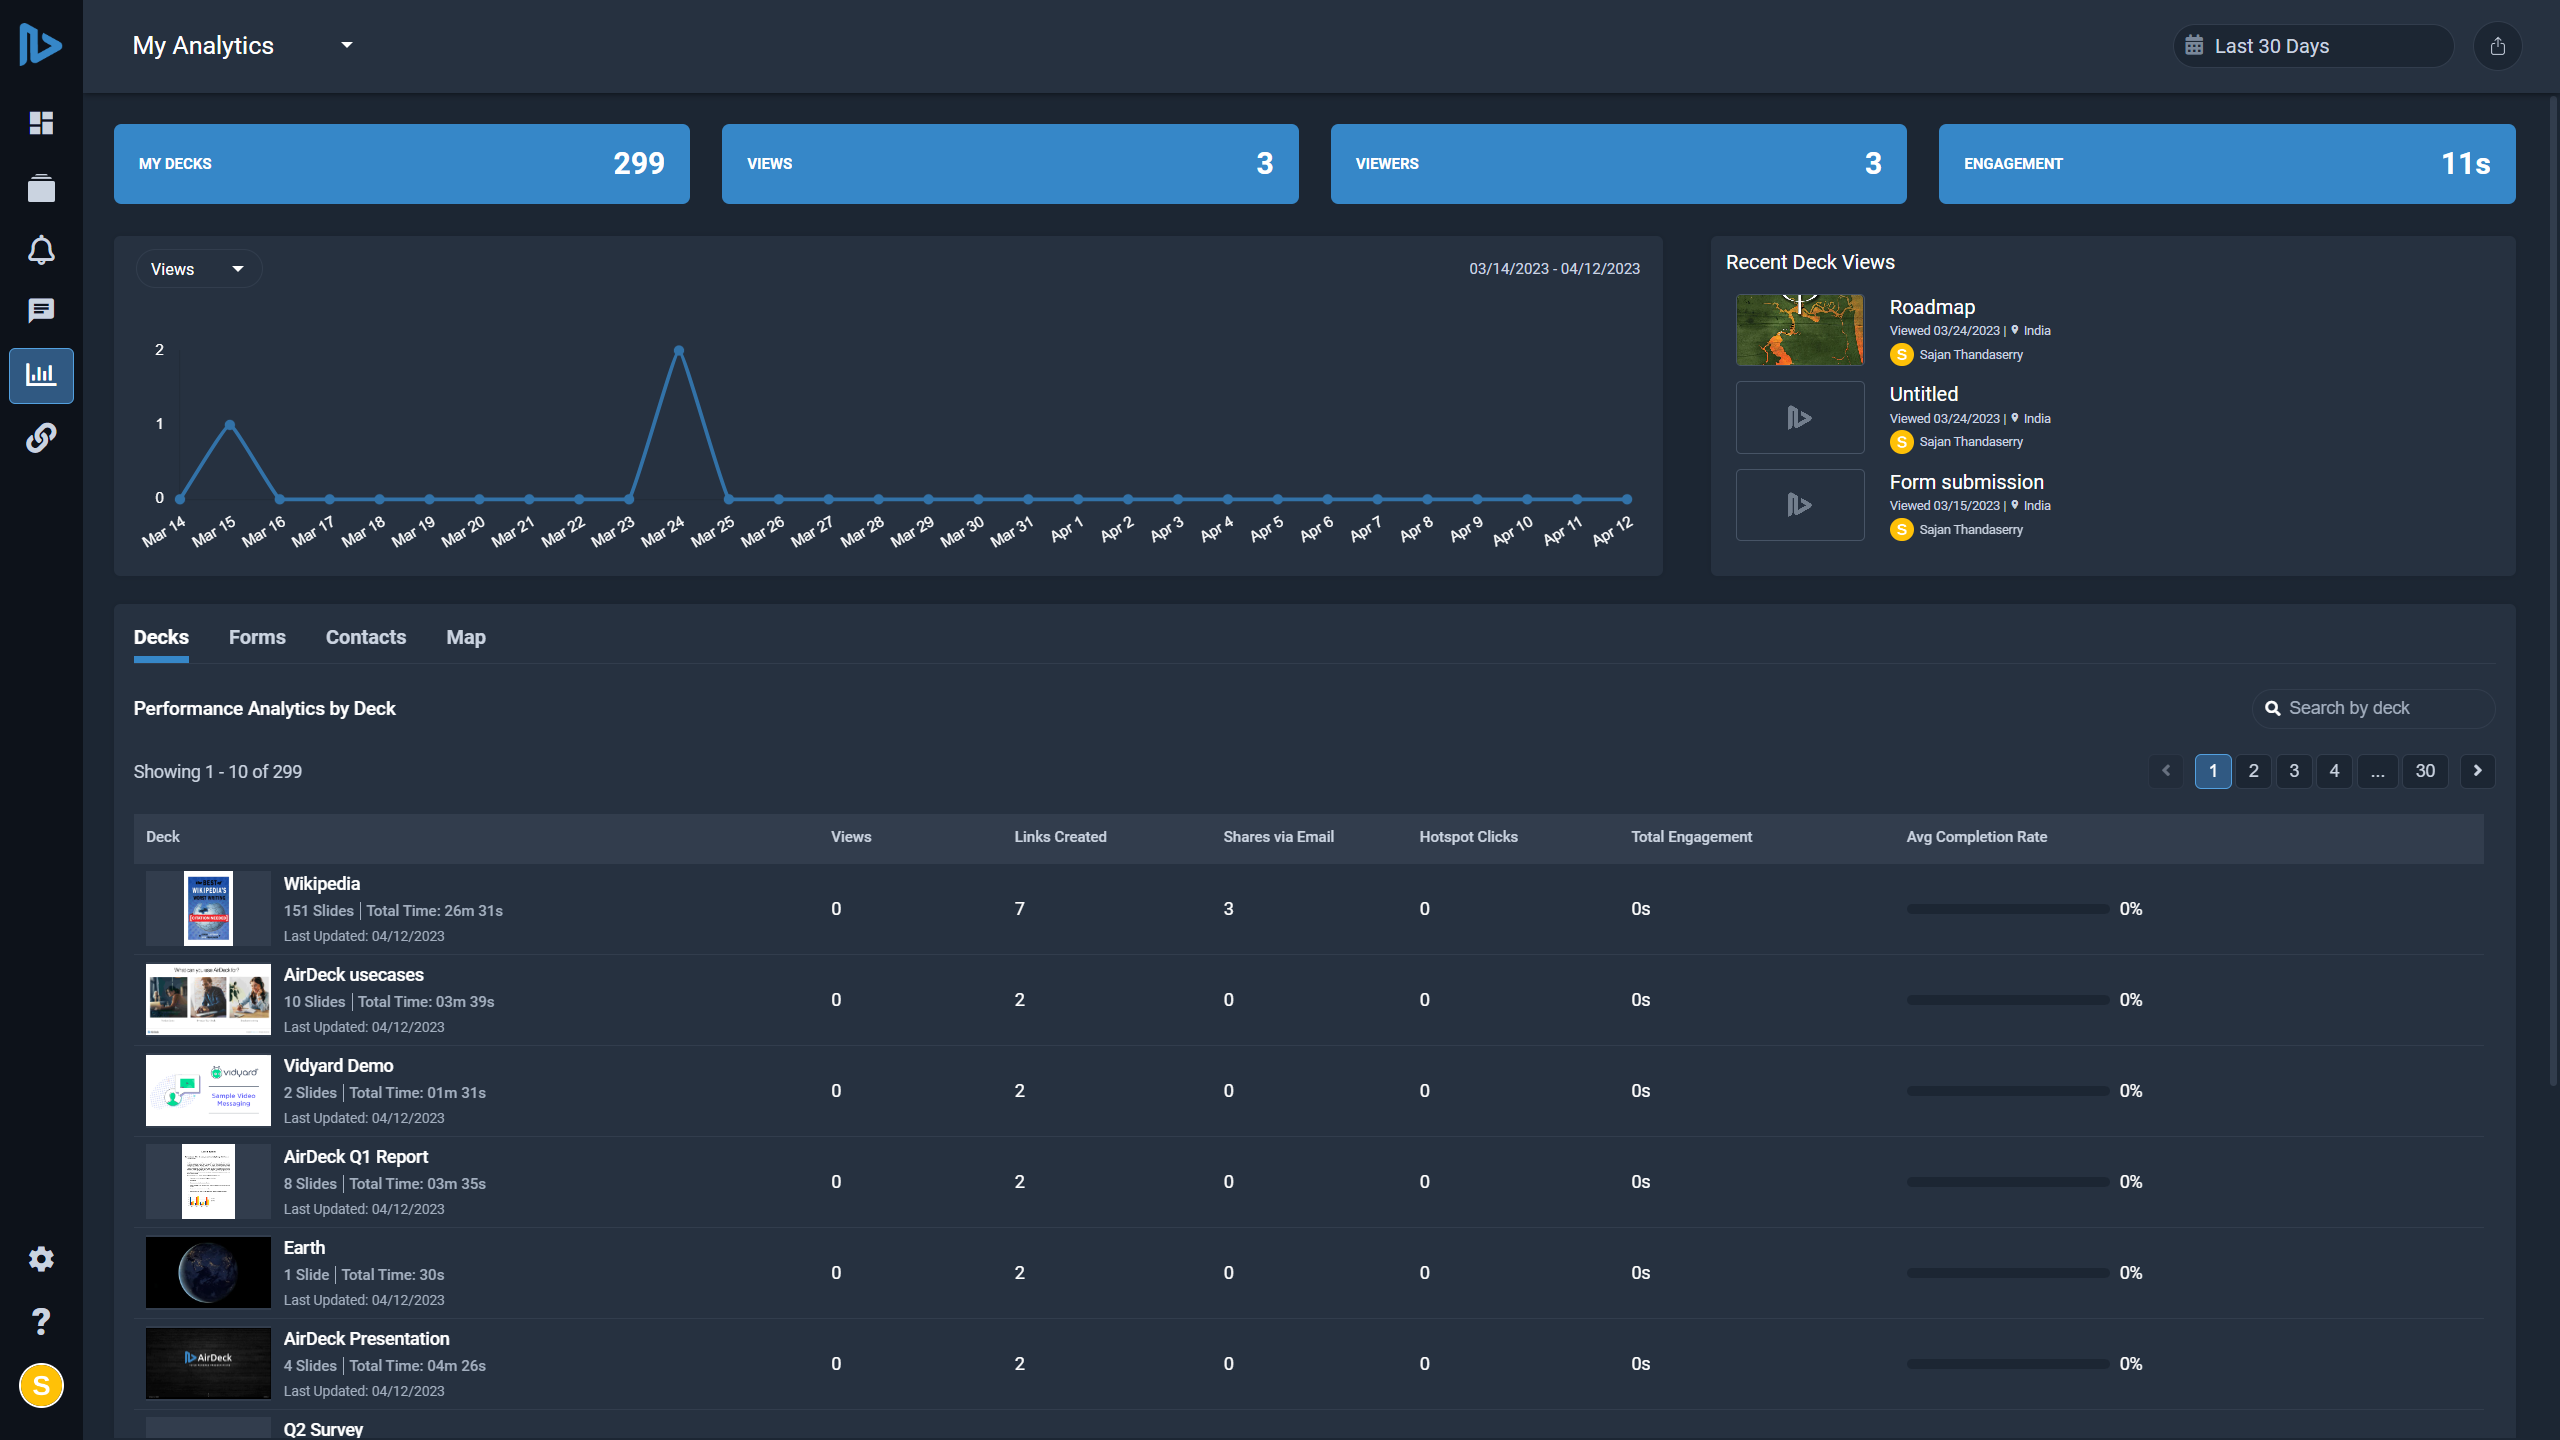 My Analytics
Last 30 Days
MY DECKS 299
VIEWS 3
VIEWERS 3
ENGAGEMENT 11s
Views
03/14/2023 - 04/12/2023
2
1
0
Mar 14 Mar 15 Mar 16 Mar 17 Mar 18 Mar 19 Mar 20 Mar 21 Mar 22 Mar 23 Mar 24 Mar 25 Mar 26 Mar 27 Mar 28 Mar 29 Mar 30 Mar 31 Apr 1 Apr 2 Apr 3 Apr 4 Apr 5 Apr 6 Apr 7 Apr 8 Apr 9 Apr 10 Apr 11 Apr 12
Recent Deck Views
Roadmap
Viewed 03/24/2023 | India
S Sajan Thandaserry
Untitled
Viewed 03/24/2023 | India
S Sajan Thandaserry
Form submission
Viewed 03/15/2023 | India
S Sajan Thandaserry
Decks Forms Contacts Map
Performance Analytics by Deck
Search by deck
Showing 1 - 10 of 299
1 2 3 4 ... 30
Deck Views Links Created Shares via Email Hotspot Clicks Total Engagement Avg Completion Rate
Wikipedia
151 Slides | Total Time: 26m 31s
Last Updated: 04/12/2023
0 7 3 0 0s 0%
What can you use AirDeck for?
AirDeck usecases
10 Slides | Total Time: 03m 39s
Last Updated: 04/12/2023
0 2 0 0 0s 0%
vidyard
Sample Video
Messaging
Vidyard Demo
2 Slides | Total Time: 01m 31s
Last Updated: 04/12/2023
0 2 0 0 0s 0%
AirDeck Q1 Report
8 Slides | Total Time: 03m 35s
Last Updated: 04/12/2023
0 2 0 0 0s 0%
Earth
1 Slide | Total Time: 30s
Last Updated: 04/12/2023
0 2 0 0 0s 0%
AirDeck
AirDeck Presentation
4 Slides | Total Time: 04m 26s
Last Updated: 04/12/2023
0 2 0 0 0s 0%
Q2 Survey
S